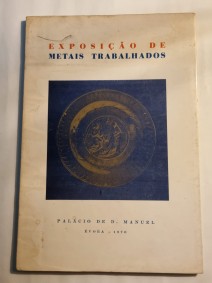 EXPOSIÇÃO DE
METAIS TRABALHADOS
PALÁCIO DE D. MANUEL
ÉVORA